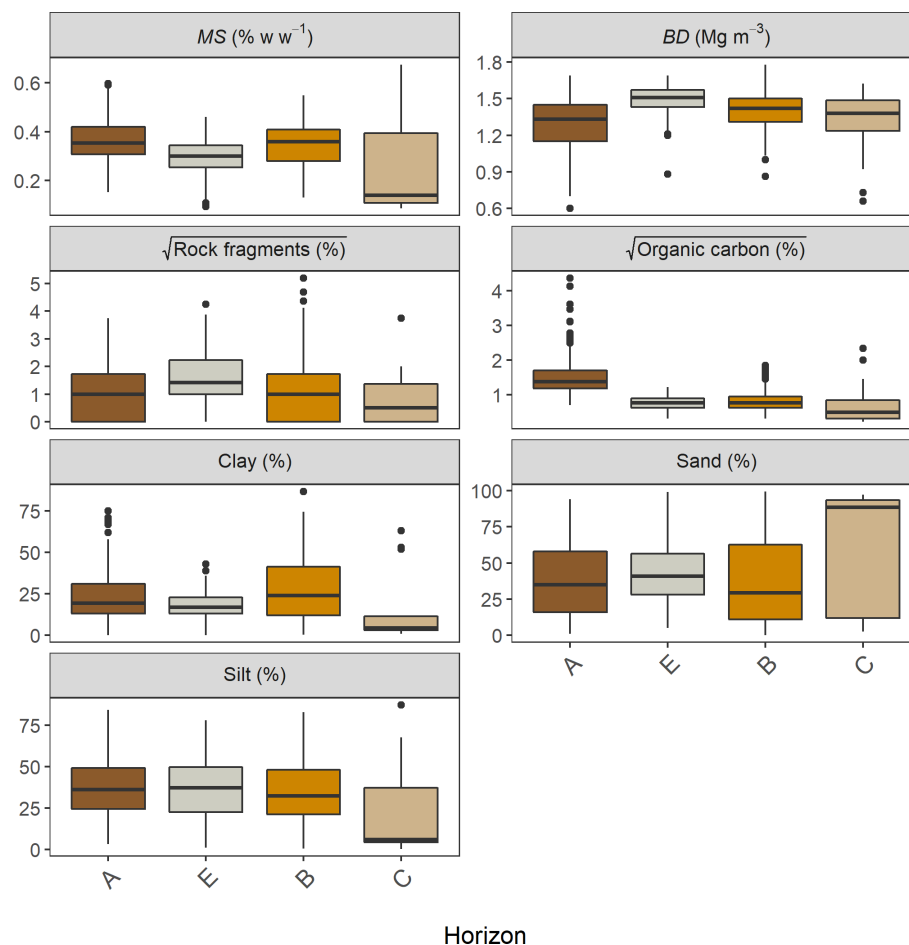 MS (% w w⁻¹)
BD (Mg m⁻³)
0.6
0.4
0.2
1.8
1.5
1.2
0.9
0.6
√Rock fragments (%)
√Organic carbon (%)
5
4
3
2
1
0
4
3
2
1
Clay (%)
Sand (%)
75
50
25
0
100
75
50
25
0
A
E
B
C
Silt (%)
75
50
25
0
A
E
B
C
Horizon